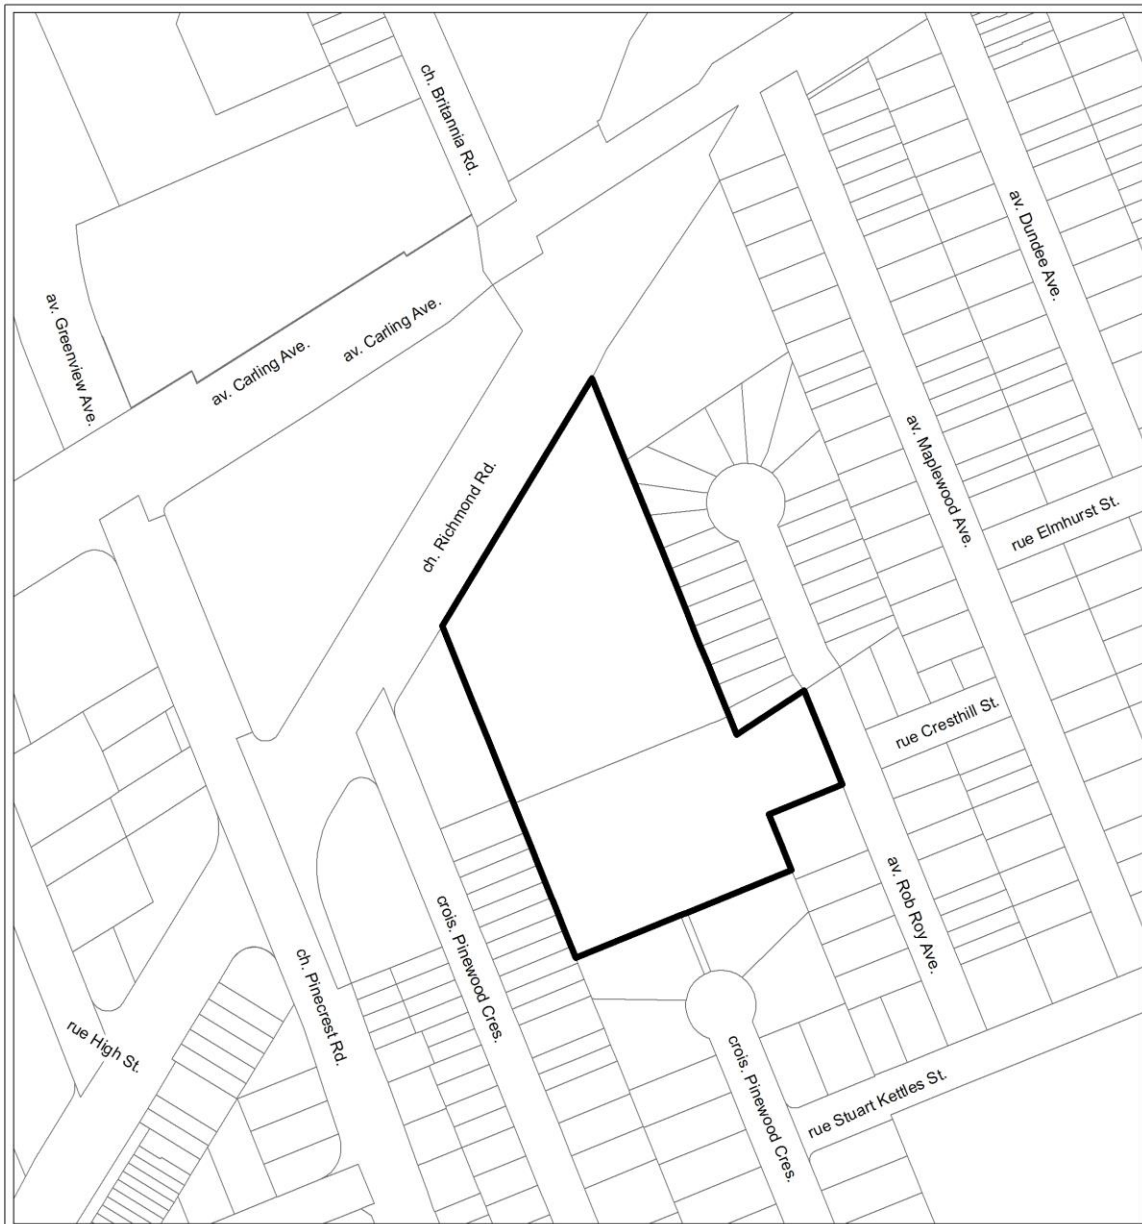 ch. Britannia Rd.
av. Dundee Ave.
av. Greenview Ave.
av. Carling Ave.
av. Carling Ave.
ch. Richmond Rd.
av. Maplewood Ave.
rue Elmhurst St.
rue Cresthill St.
av. Rob Roy Ave.
crois. Pinewood Cres.
ch. Pinecrest Rd.
rue High St.
crois. Pinewood Cres.
rue Stuart Kettles St.